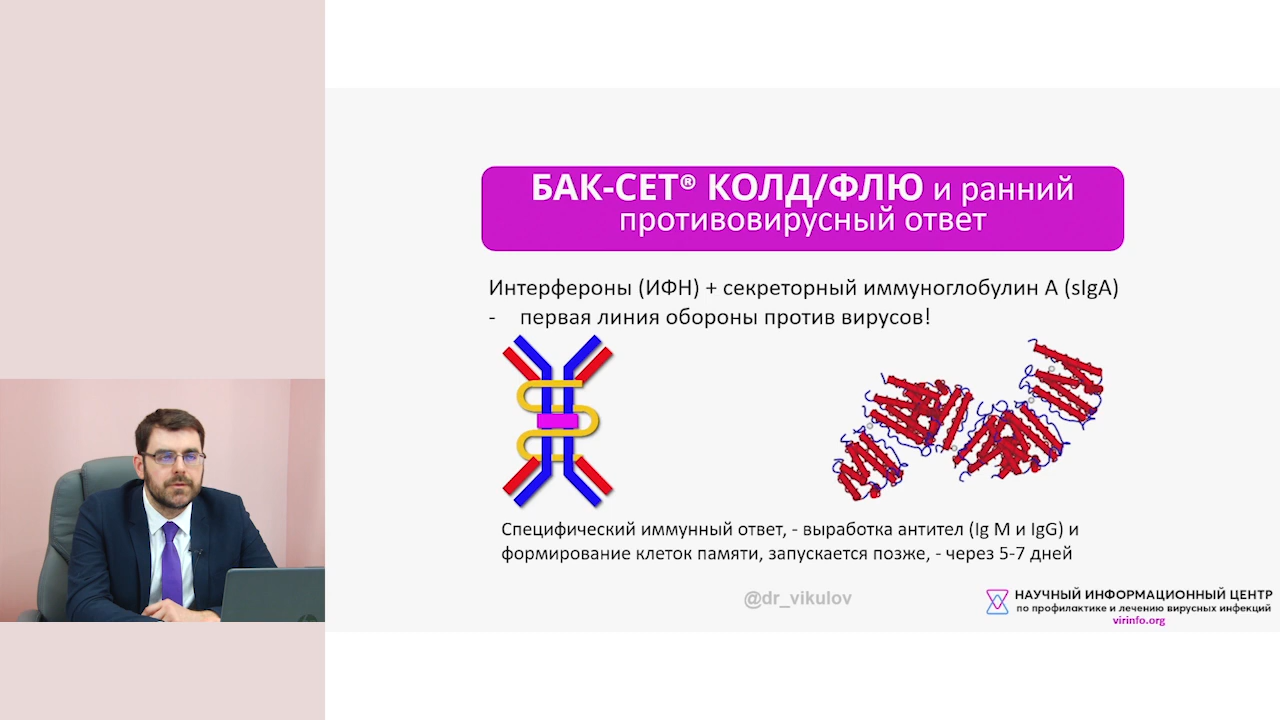 БАК-СЕТ® КОЛД/ФЛЮ и ранний
противовирусный ответ
Интерфероны (ИФН) + секреторный иммуноглобулин А (sIgA)
- первая линия обороны против вирусов!
Специфический иммунный ответ, - выработка антител (Ig M и IgG) и
формирование клеток памяти, запускается позже, - через 5-7 дней
@dr_vikulov
НАУЧНЫЙ ИНФОРМАЦИОННЫЙ ЦЕНТР
по профилактике и лечению вирусных инфекций
virinfo.org